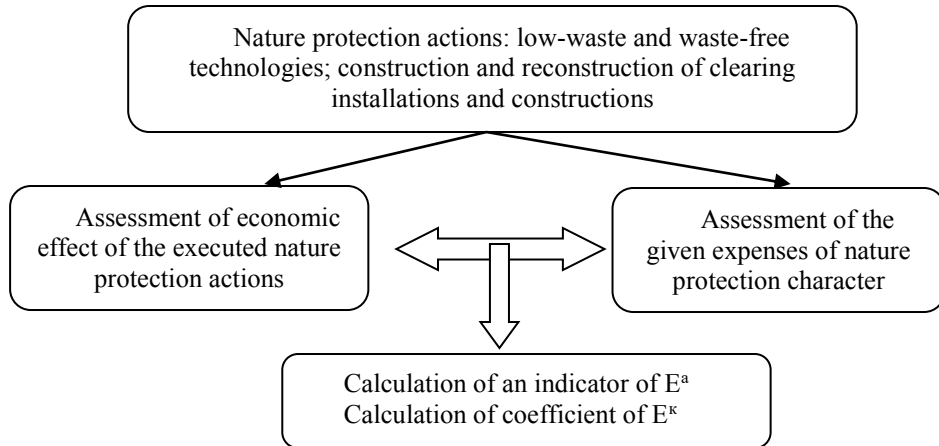 Nature protection actions: low-waste and waste-free
technologies; construction and reconstruction of clearing
installations and constructions
Assessment of economic
effect of the executed nature
protection actions
Assessment of the
given expenses of nature
protection character
Calculation of an indicator of Eᵃ
Calculation of coefficient of Eᴷ